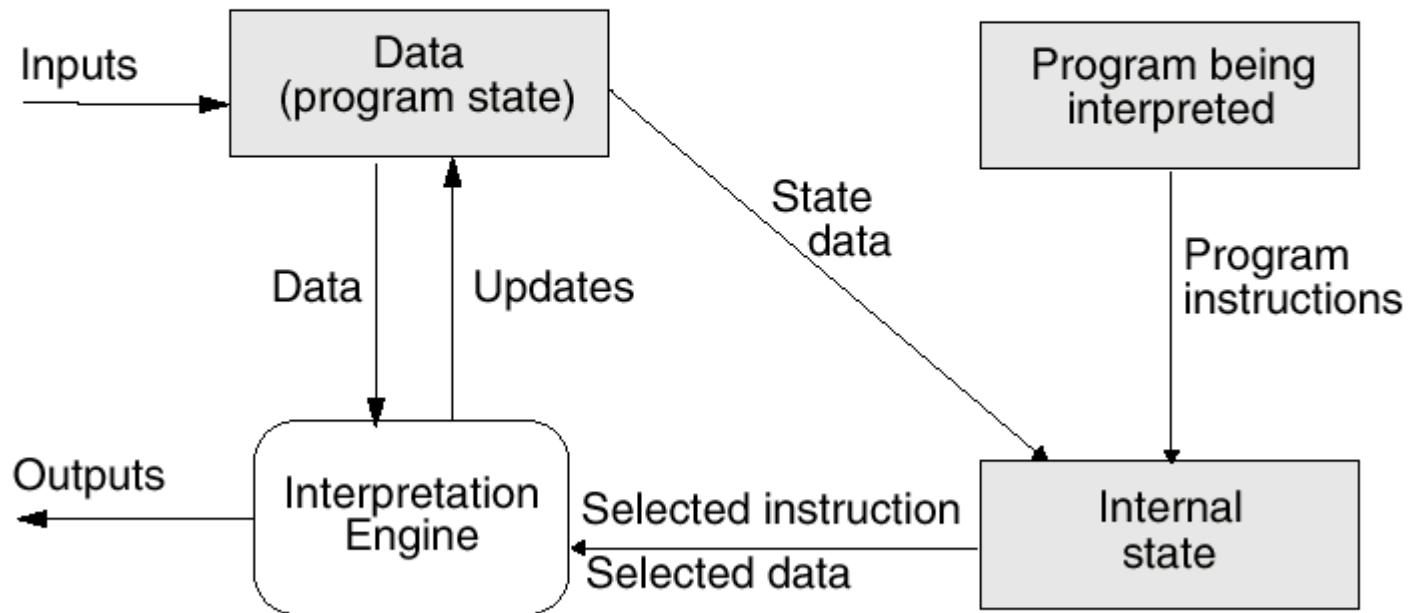 Inputs
Data
(program state)
Program being
interpreted
State
data
Data
Updates
Program
instructions
Outputs
Interpretation
Engine
Selected instruction
Selected data
Internal
state